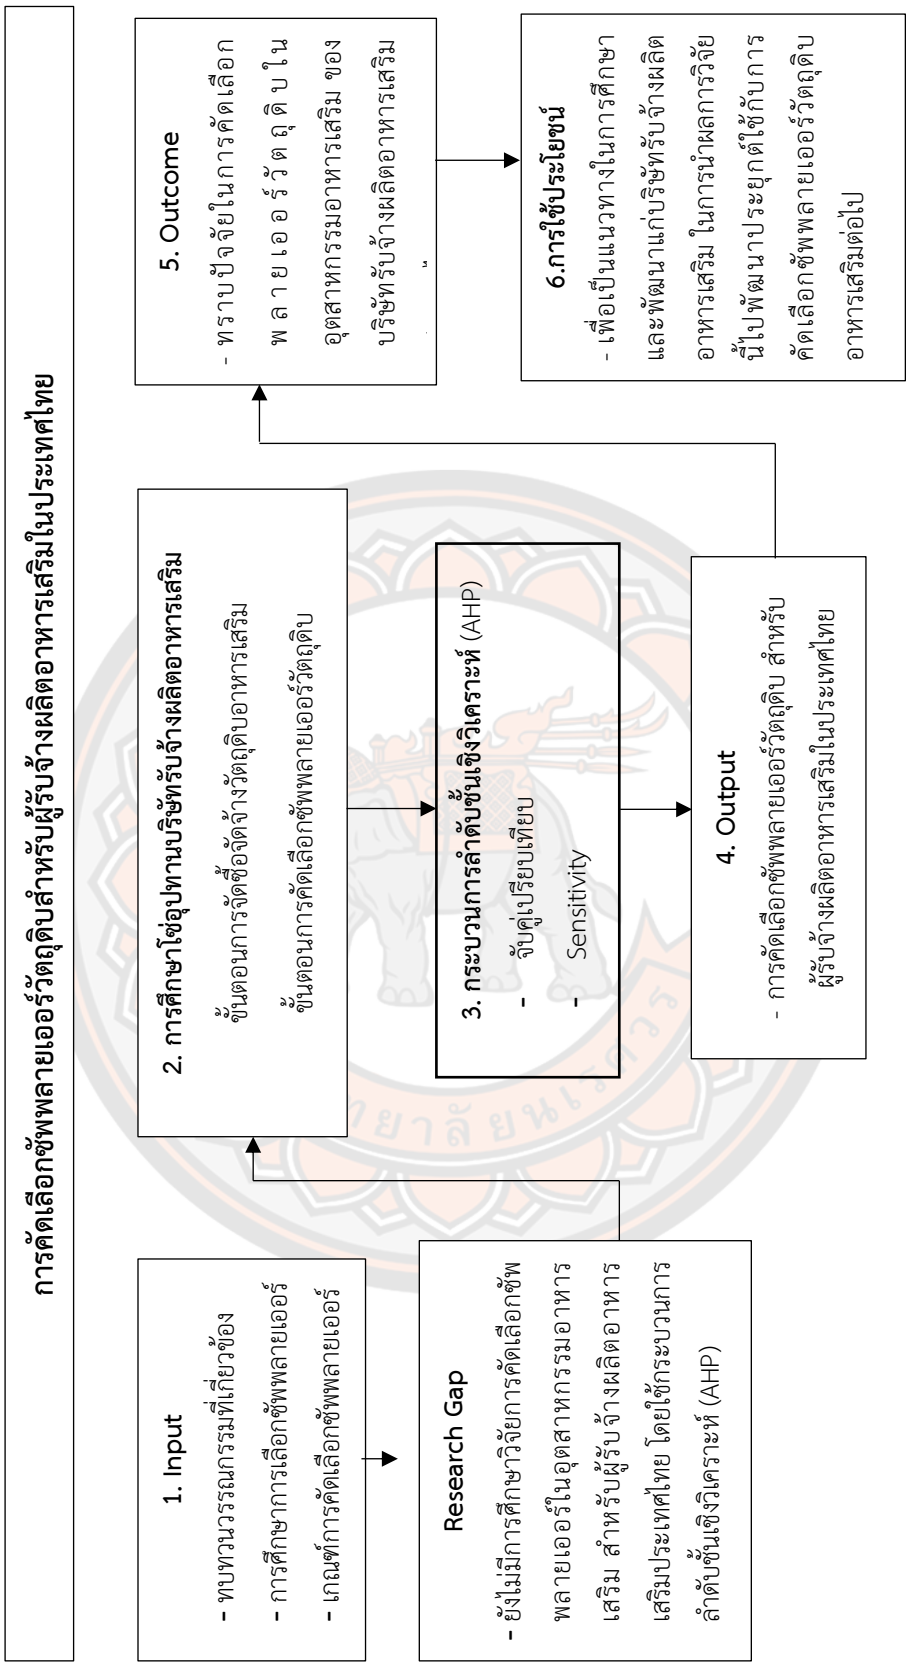 การคัดเลือกซัพพลายเออร์วัตถุดิบสำหรับผู้รับจ้างผลิตอาหารเสริมในประเทศไทย
1. Input
- ทบทวนวรรณกรรมที่เกี่ยวข้อง
- การศึกษาการเลือกซัพพลายเออร์
- เกณฑ์การคัดเลือกซัพพลายเออร์
Research Gap
- ยังไม่มีการศึกษาวิจัยการคัดเลือกซัพ
พลายเออร์ในอุตสาหกรรมอาหาร
เสริม สำหรับผู้รับจ้างผลิตอาหาร
เสริมประเทศไทย โดยใช้กระบวนการ
ลำดับชั้นเชิงวิเคราะห์ (AHP)
2. การศึกษาโซ่อุปทานบริษัทรับจ้างผลิตอาหารเสริม
ขั้นตอนการจัดซื้อจัดจ้างวัตถุดิบอาหารเสริม
ขั้นตอนการคัดเลือกซัพพลายเออร์วัตถุดิบ
3. กระบวนการลำดับชั้นเชิงวิเคราะห์ (AHP)
- จับคู่เปรียบเทียบ
- Sensitivity
4. Output
- การคัดเลือกซัพพลายเออร์วัตถุดิบ สำหรับ
ผู้รับจ้างผลิตอาหารเสริมในประเทศไทย
5. Outcome
- ทราบปัจจัยในการคัดเลือก
พลายเออร์วัตถุดิบใน
อุตสาหกรรมอาหารเสริม ของ
บริษัทรับจ้างผลิตอาหารเสริม
6.การใช้ประโยชน์
- เพื่อเป็นแนวทางในการศึกษา
และพัฒนาแก่บริษัทรับจ้างผลิต
อาหารเสริม ในการนำผลการวิจัย
นี้ไปพัฒนาประยุกต์ใช้กับการ
คัดเลือกซัพพลายเออร์วัตถุดิบ
อาหารเสริมต่อไป